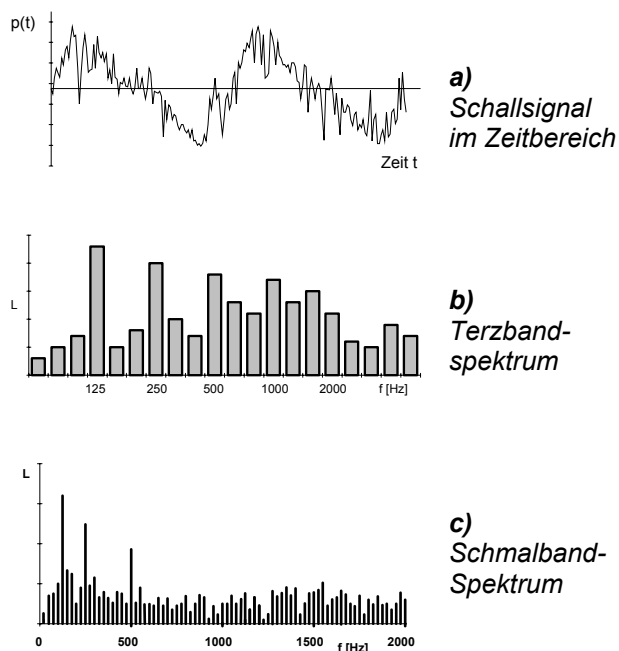 p(t)
Zeit t
a)
Schallsignal
im Zeitbereich
L
125 250 500 1000 2000 f [Hz]
b)
Terzband-
spektrum
L
0 500 1000 1500 2000
f [Hz]
c)
Schmalband-
Spektrum